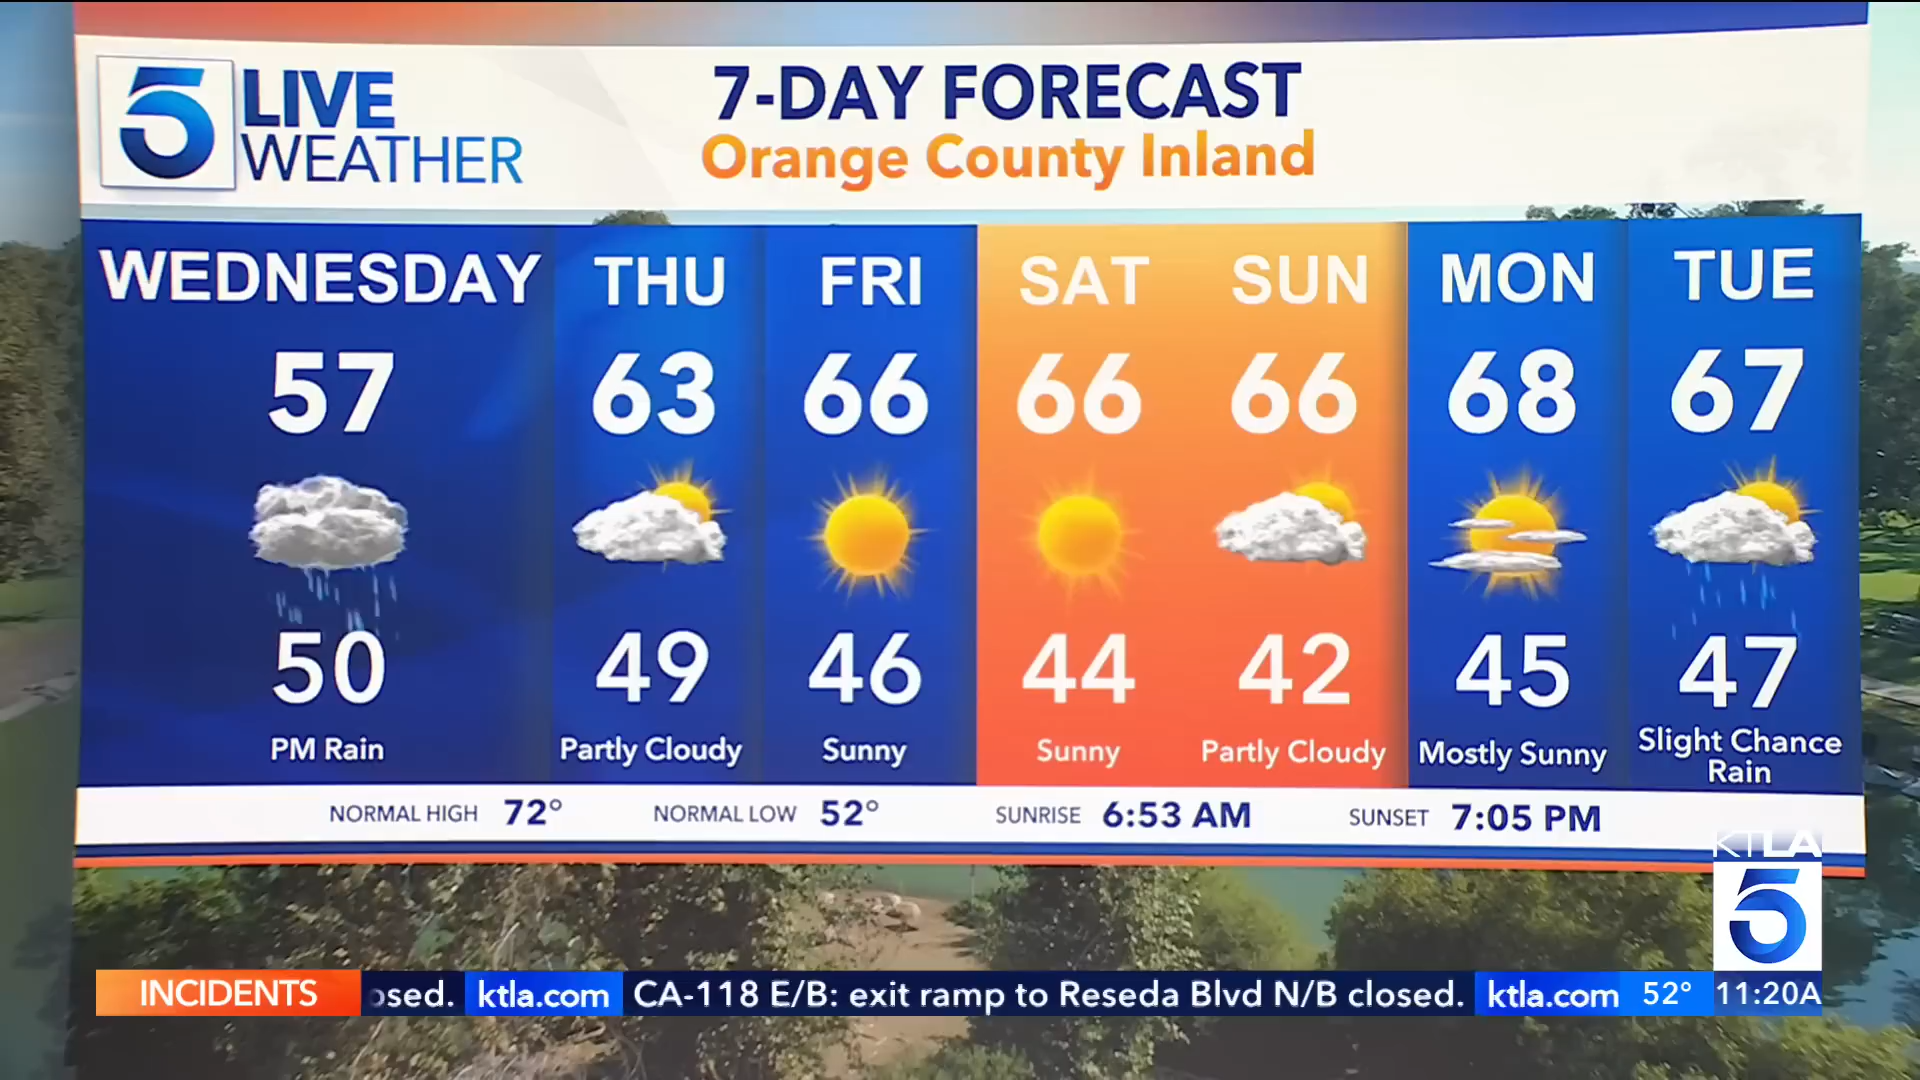 5 LIVE
WEATHER
7-DAY FORECAST
Orange County Inland
WEDNESDAY
57
50
PM Rain
THU
63
49
Partly Cloudy
FRI
66
46
Sunny
SAT
66
44
Sunny
SUN
66
42
Partly Cloudy
MON
68
45
Mostly Sunny
TUE
67
47
Slight Chance
Rain
NORMAL HIGH 72° NORMAL LOW 52° SUNRISE 6:53 AM SUNSET 7:05 PM
KTLA
5
INCIDENTS osed. ktla.com CA-118 E/B: exit ramp to Reseda Blvd N/B closed. ktla.com 52° 11:20A